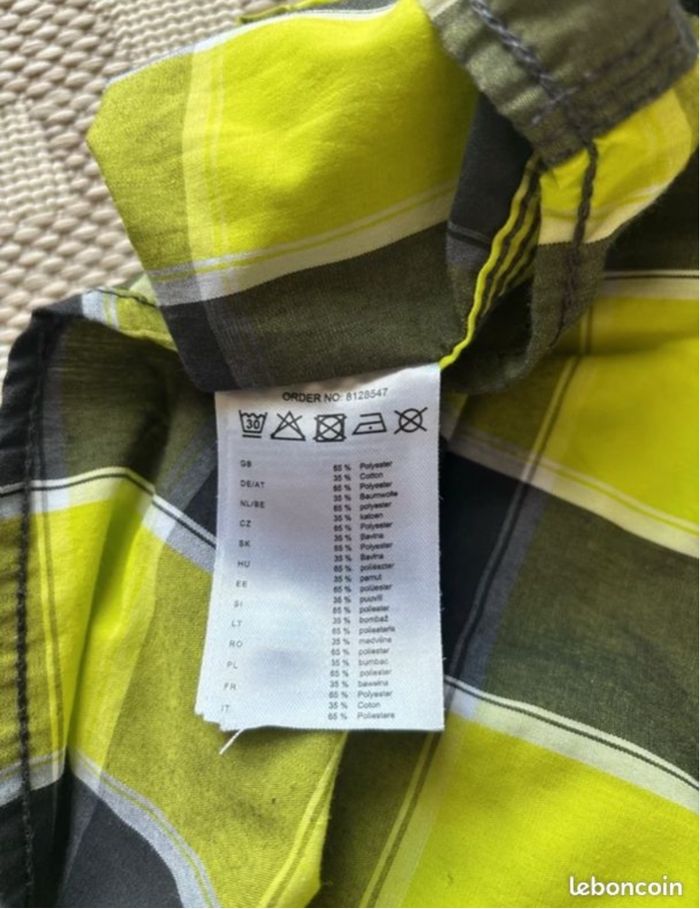 ORDER NO: 8128547
30
GB 65 % Polyester
35 % Cotton
DE/AT 65 % Polyester
35 % Baumwolle
NL/BE 65 % polyester
35 % katoen
CZ 65 % Polyester
35 % Bavlna
SK 65 % Polyester
35 % Bavlna
HU 65 % poliészter
35 % pamut
EE 65 % polüester
35 % puuvill
SI 65 % poliester
35 % bombaž
LT 65 % poliesteris
35 % medvilnė
RO 65 % poliester
35 % bumbac
PL 65 % poliester
35 % bawełna
FR 65 % Polyester
35 % Coton
IT 65 % Poliestere
leboncoin